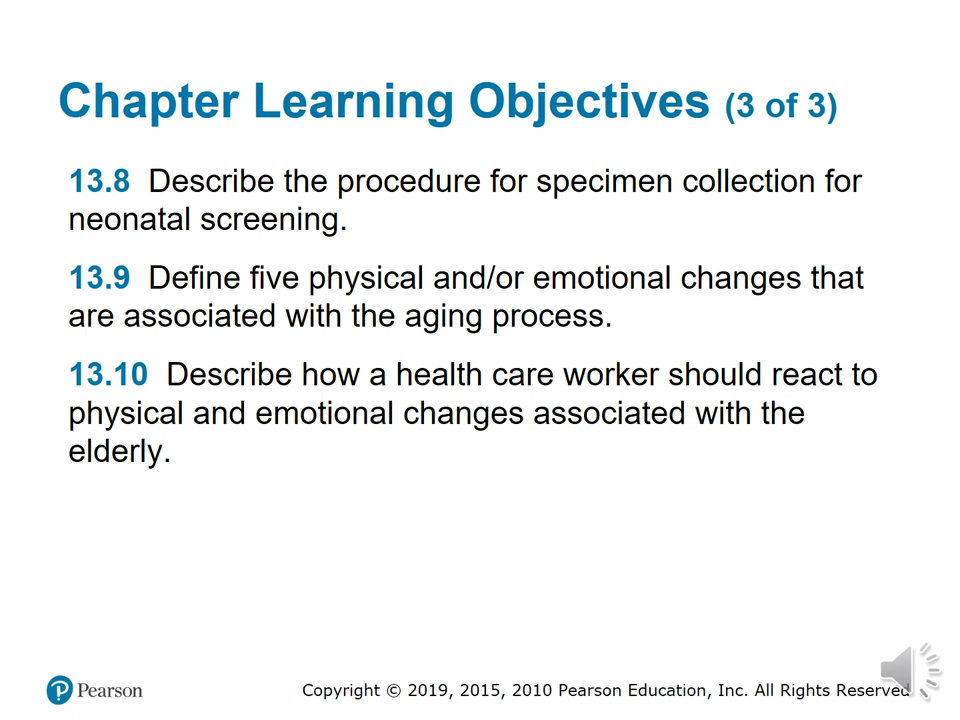 Chapter Learning Objectives (3 of 3)
13.8 Describe the procedure for specimen collection for
neonatal screening.
13.9 Define five physical and/or emotional changes that
are associated with the aging process.
13.10 Describe how a health care worker should react to
physical and emotional changes associated with the
elderly.
P Pearson
Copyright © 2019, 2015, 2010 Pearson Education, Inc. All Rights Reserved